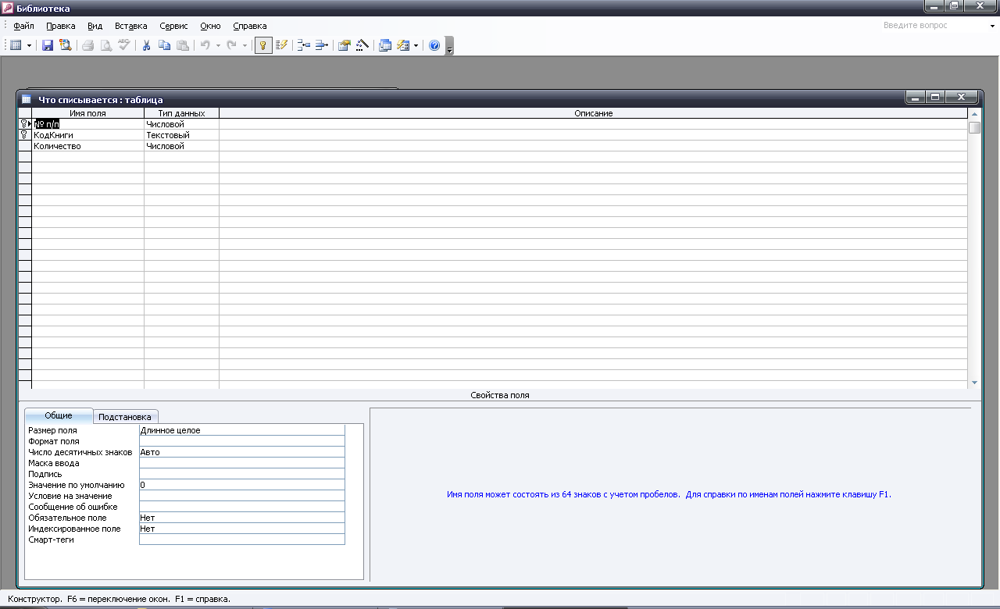 Библиотека
Файл Правка Вид Вставка Сервис Окно Справка
Введите вопрос
Что списывается : таблица
Имя поля Тип данных Описание
№ п/п Числовой
КодКниги Текстовый
Количество Числовой
Свойства поля
Общие Подстановка
Размер поля Длинное целое
Формат поля
Число десятичных знаков Авто
Маска ввода
Подпись
Значение по умолчанию 0
Условие на значение
Сообщение об ошибке
Обязательное поле Нет
Индексированное поле Нет
Смарт-теги
Имя поля может состоять из 64 знаков с учетом пробелов. Для справки по именам полей нажмите клавишу F1.
Конструктор. F6 = переключение окон. F1 = справка.